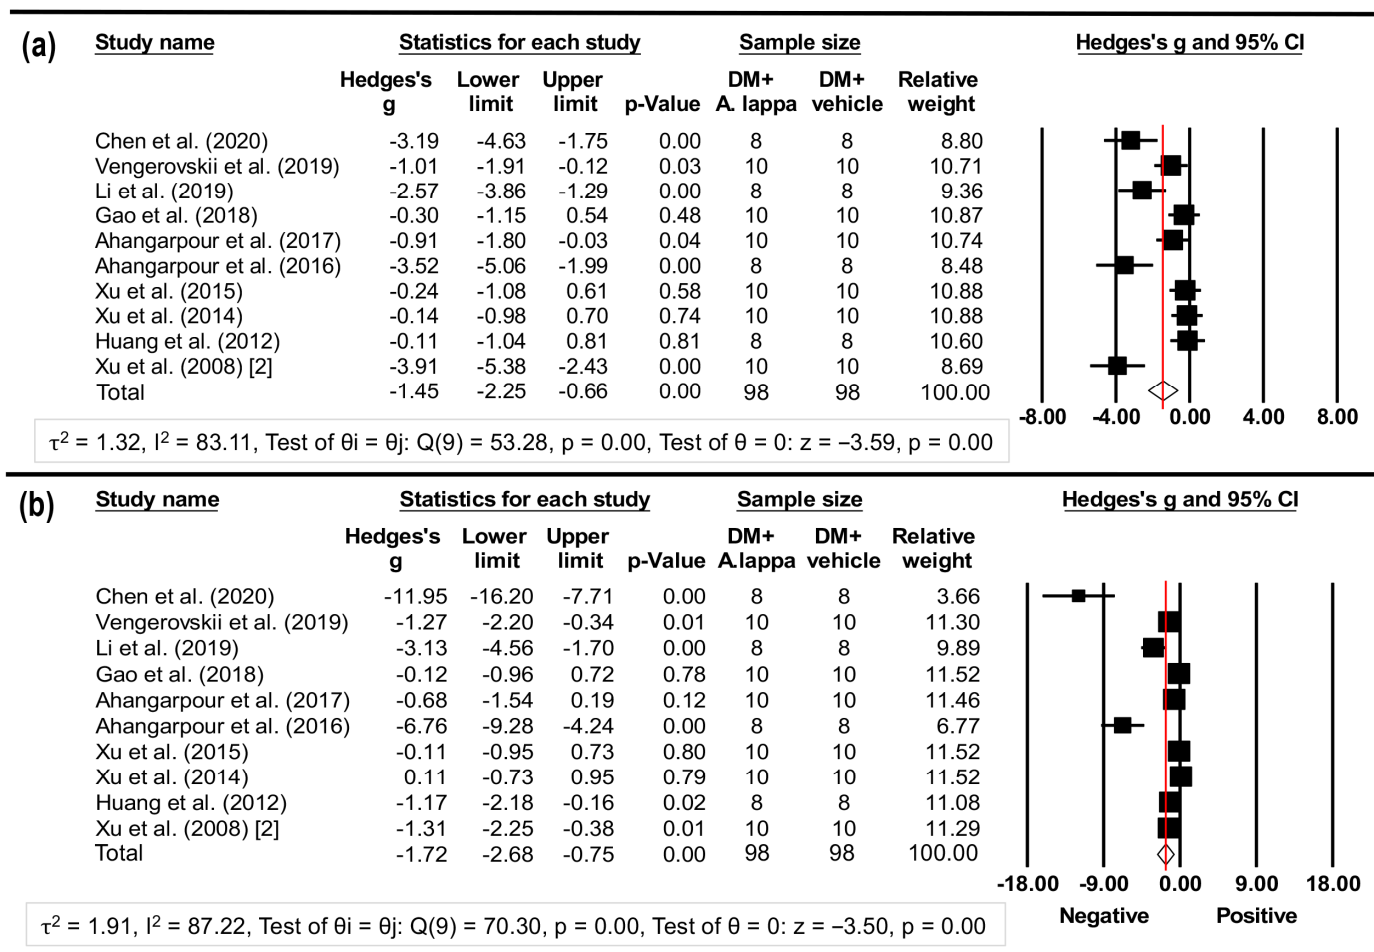 (a) Study name Statistics for each study Sample size Hedges's g and 95% CI
Hedges's Lower Upper DM+ DM+ Relative
g limit limit p-Value A. lappa vehicle weight
Chen et al. (2020) -3.19 -4.63 -1.75 0.00 8 8 8.80
Vengerovskii et al. (2019) -1.01 -1.91 -0.12 0.03 10 10 10.71
Li et al. (2019) -2.57 -3.86 -1.29 0.00 8 8 9.36
Gao et al. (2018) -0.30 -1.15 0.54 0.48 10 10 10.87
Ahangarpour et al. (2017) -0.91 -1.80 -0.03 0.04 10 10 10.74
Ahangarpour et al. (2016) -3.52 -5.06 -1.99 0.00 8 8 8.48
Xu et al. (2015) -0.24 -1.08 0.61 0.58 10 10 10.88
Xu et al. (2014) -0.14 -0.98 0.70 0.74 10 10 10.88
Huang et al. (2012) -0.11 -1.04 0.81 0.81 8 8 10.60
Xu et al. (2008) [2] -3.91 -5.38 -2.43 0.00 10 10 8.69
Total -1.45 -2.25 -0.66 0.00 98 98 100.00
-8.00 -4.00 0.00 4.00 8.00
τ² = 1.32, I² = 83.11, Test of θi = θj: Q(9) = 53.28, p = 0.00, Test of θ = 0: z = –3.59, p = 0.00
(b) Study name Statistics for each study Sample size Hedges's g and 95% CI
Hedges's Lower Upper DM+ DM+ Relative
g limit limit p-Value A.lappa vehicle weight
Chen et al. (2020) -11.95 -16.20 -7.71 0.00 8 8 3.66
Vengerovskii et al. (2019) -1.27 -2.20 -0.34 0.01 10 10 11.30
Li et al. (2019) -3.13 -4.56 -1.70 0.00 8 8 9.89
Gao et al. (2018) -0.12 -0.96 0.72 0.78 10 10 11.52
Ahangarpour et al. (2017) -0.68 -1.54 0.19 0.12 10 10 11.46
Ahangarpour et al. (2016) -6.76 -9.28 -4.24 0.00 8 8 6.77
Xu et al. (2015) -0.11 -0.95 0.73 0.80 10 10 11.52
Xu et al. (2014) 0.11 -0.73 0.95 0.79 10 10 11.52
Huang et al. (2012) -1.17 -2.18 -0.16 0.02 8 8 11.08
Xu et al. (2008) [2] -1.31 -2.25 -0.38 0.01 10 10 11.29
Total -1.72 -2.68 -0.75 0.00 98 98 100.00
-18.00 -9.00 0.00 9.00 18.00
Negative Positive
τ² = 1.91, I² = 87.22, Test of θi = θj: Q(9) = 70.30, p = 0.00, Test of θ = 0: z = –3.50, p = 0.00